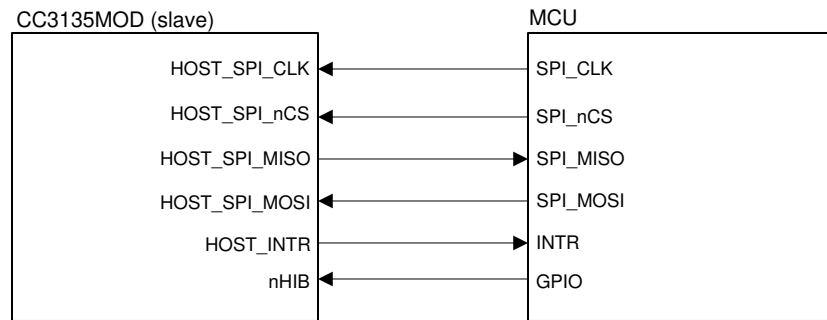 CC3135MOD (slave) MCU
HOST_SPI_CLK SPI_CLK
HOST_SPI_nCS SPI_nCS
HOST_SPI_MISO SPI_MISO
HOST_SPI_MOSI SPI_MOSI
HOST_INTR INTR
nHIB GPIO